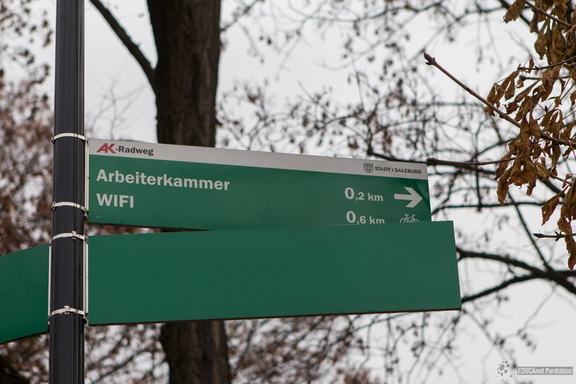 AK-Radweg
STADT : SALZBURG
Arbeiterkammer 0,2 km
WIFI 0,6 km
EDUCAnet Pardubice